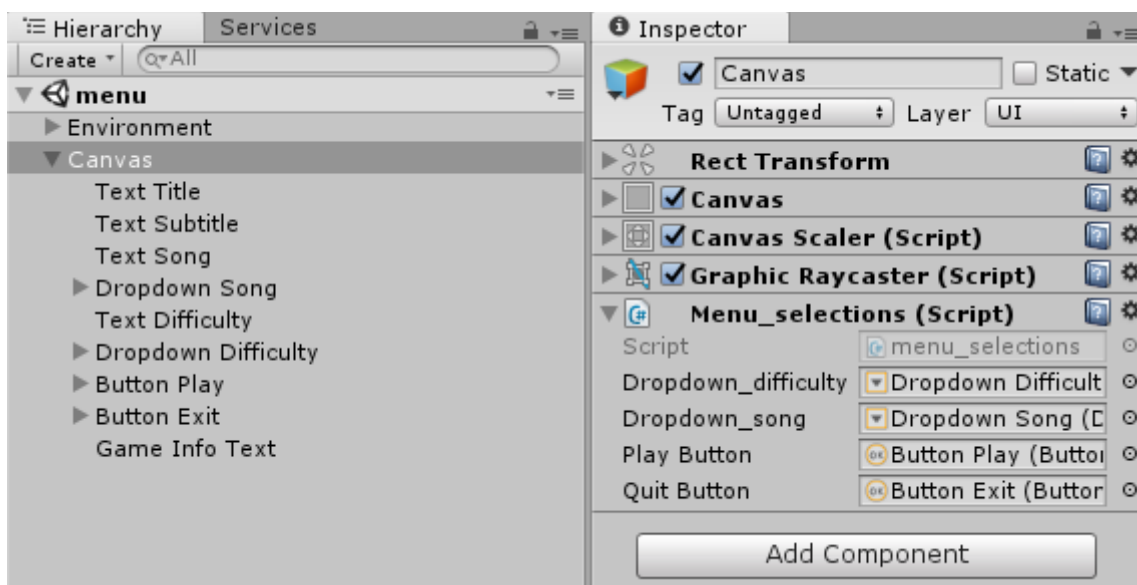 Hierarchy
Services
Create
All
menu
Environment
Canvas
Text Title
Text Subtitle
Text Song
Dropdown Song
Text Difficulty
Dropdown Difficulty
Button Play
Button Exit
Game Info Text
Inspector
Canvas
Static
Tag Untagged Layer UI
Rect Transform
Canvas
Canvas Scaler (Script)
Graphic Raycaster (Script)
Menu_selections (Script)
Script menu_selections
Dropdown_difficulty Dropdown Difficult
Dropdown_song Dropdown Song (D
Play Button Button Play (Button
Quit Button Button Exit (Button
Add Component